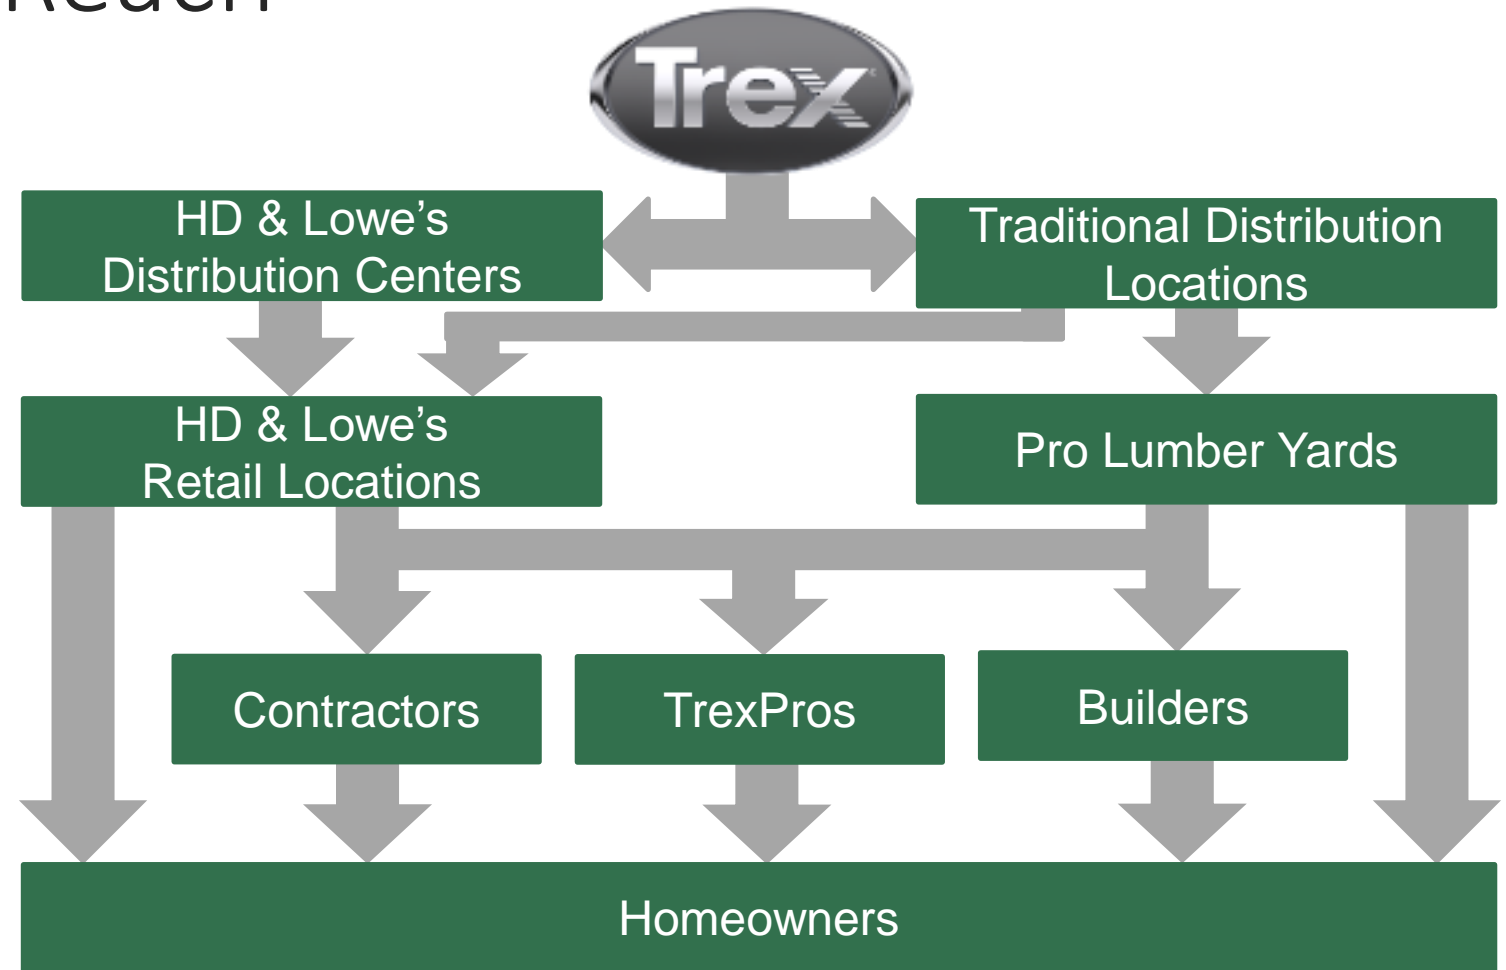 Reach
Trex
HD & Lowe's
Distribution Centers
Traditional Distribution
Locations
HD & Lowe's
Retail Locations
Pro Lumber Yards
Contractors
TrexPros
Builders
Homeowners